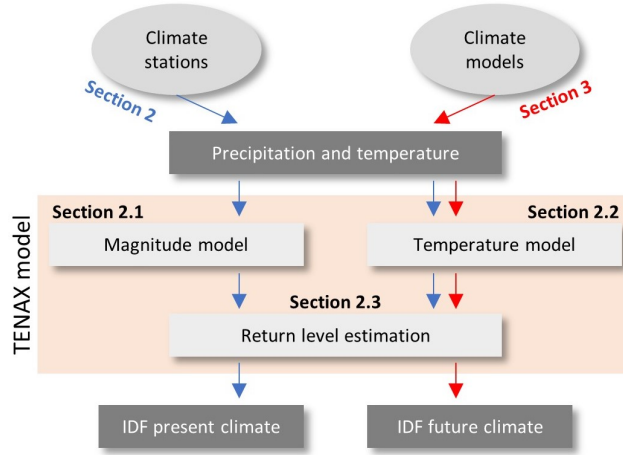 Climate
stations
Climate
models
Section 2
Section 3
Precipitation and temperature
TENAX model
Section 2.1
Section 2.2
Magnitude model
Temperature model
Section 2.3
Return level estimation
IDF present climate
IDF future climate